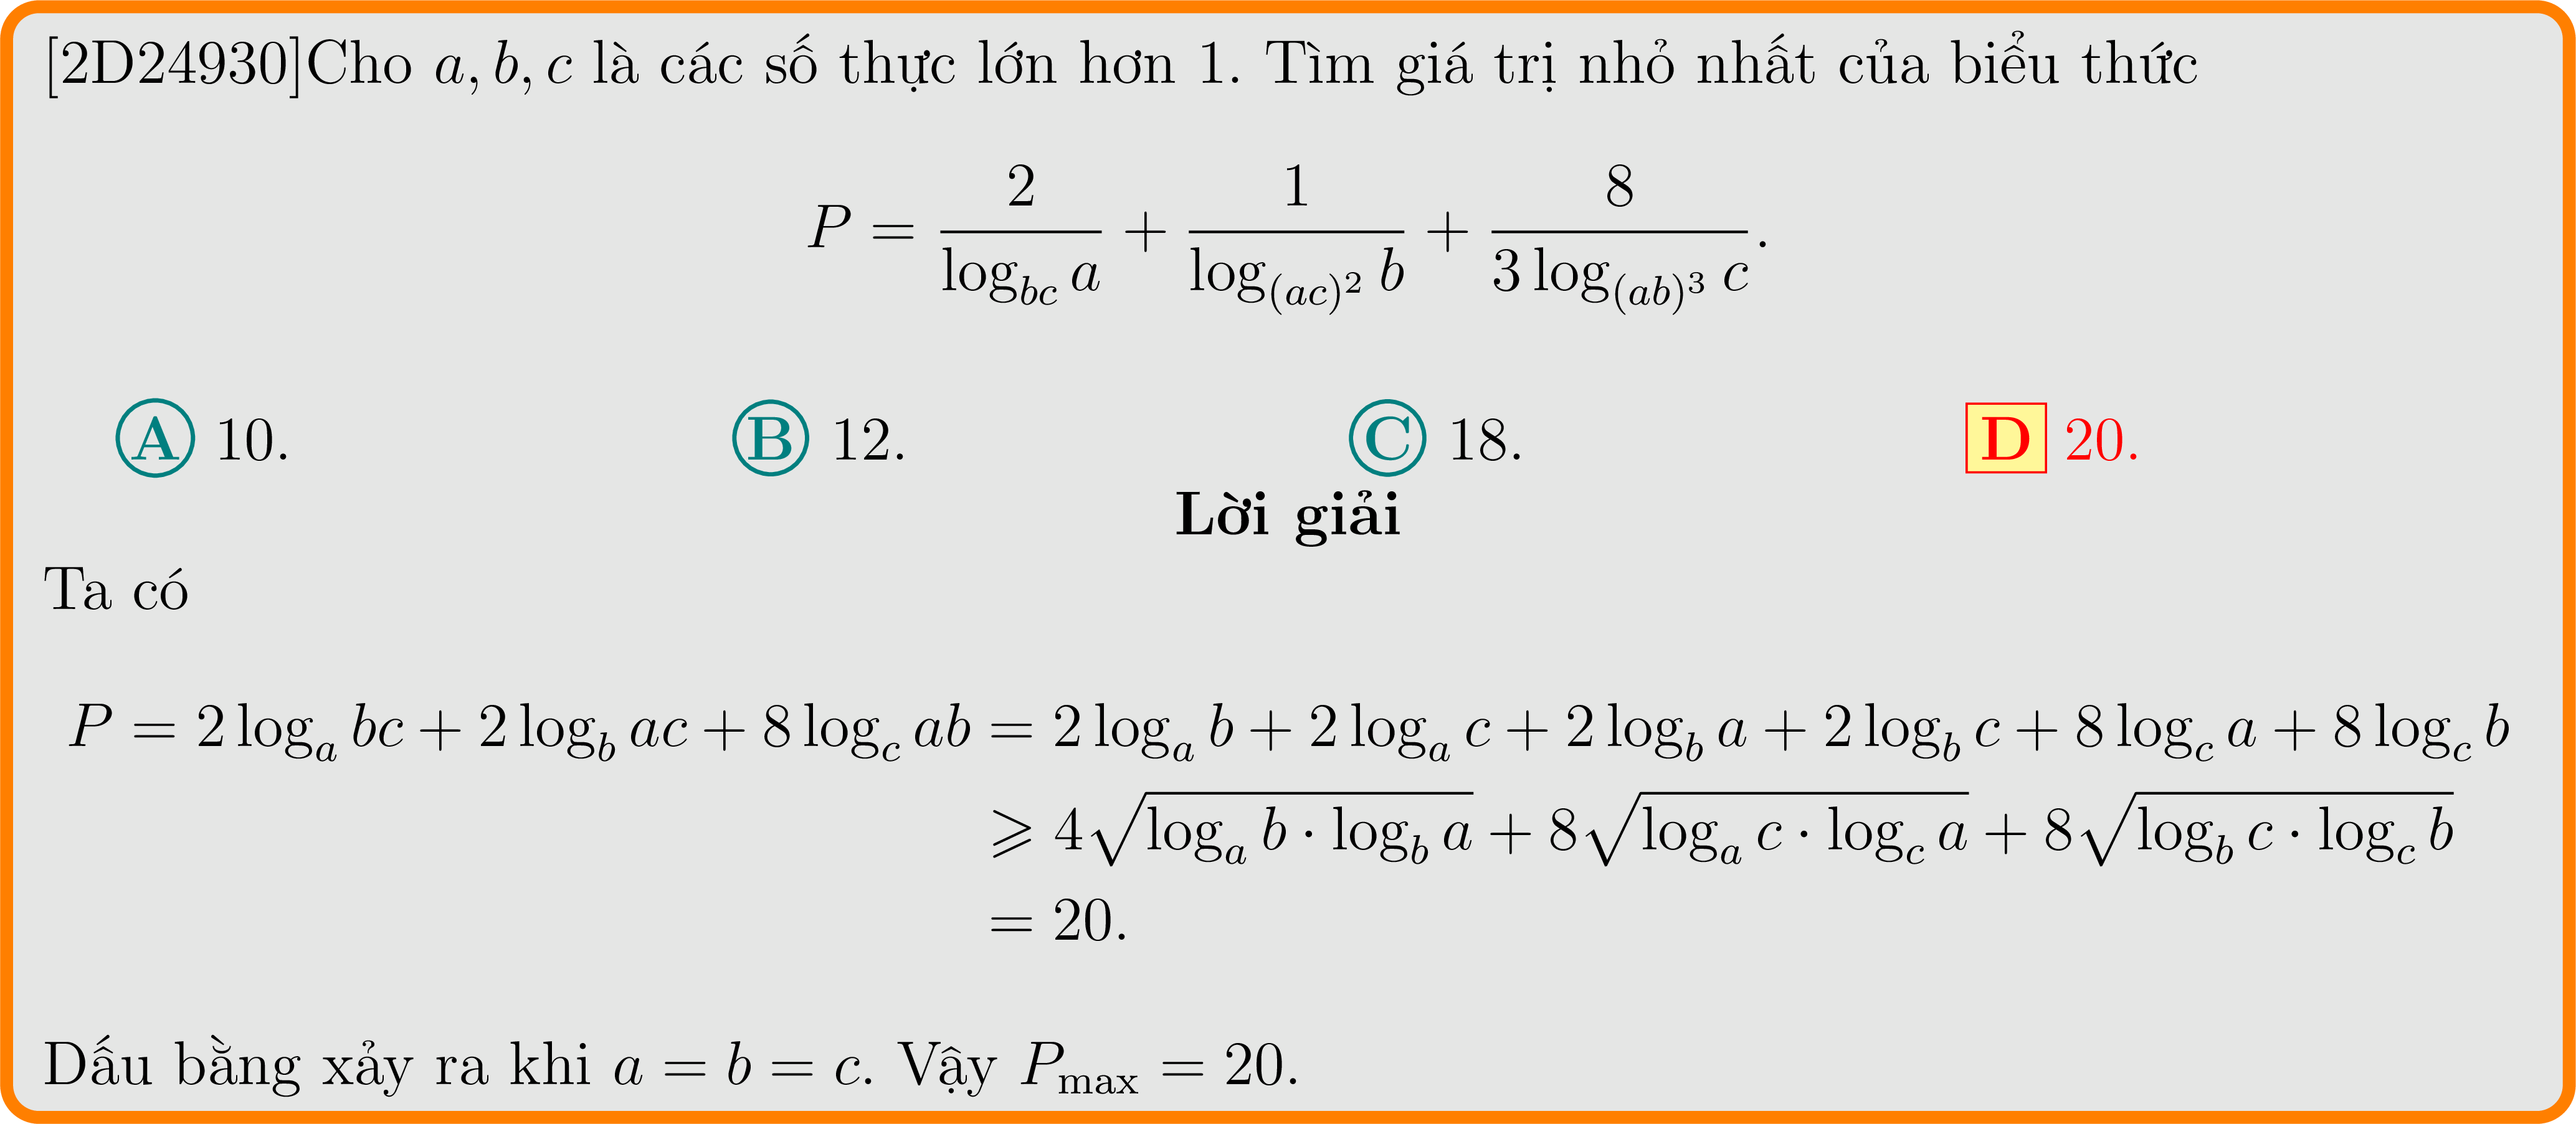 [2D24930]Cho a, b, c là các số thực lớn hơn 1. Tìm giá trị nhỏ nhất của biểu thức
P = \frac{2}{\log_{bc} a} + \frac{1}{\log_{(ac)^2} b} + \frac{8}{3 \log_{(ab)^3} c}.
A 10. B 12. C 18. D 20.
Lời giải
Ta có
P = 2 \log_a bc + 2 \log_b ac + 8 \log_c ab = 2 \log_a b + 2 \log_a c + 2 \log_b a + 2 \log_b c + 8 \log_c a + 8 \log_c b
⩾ 4\sqrt{\log_a b · \log_b a} + 8\sqrt{\log_a c · \log_c a} + 8\sqrt{\log_b c · \log_c b}
= 20.
Dấu bằng xảy ra khi a = b = c. Vậy P_{max} = 20.